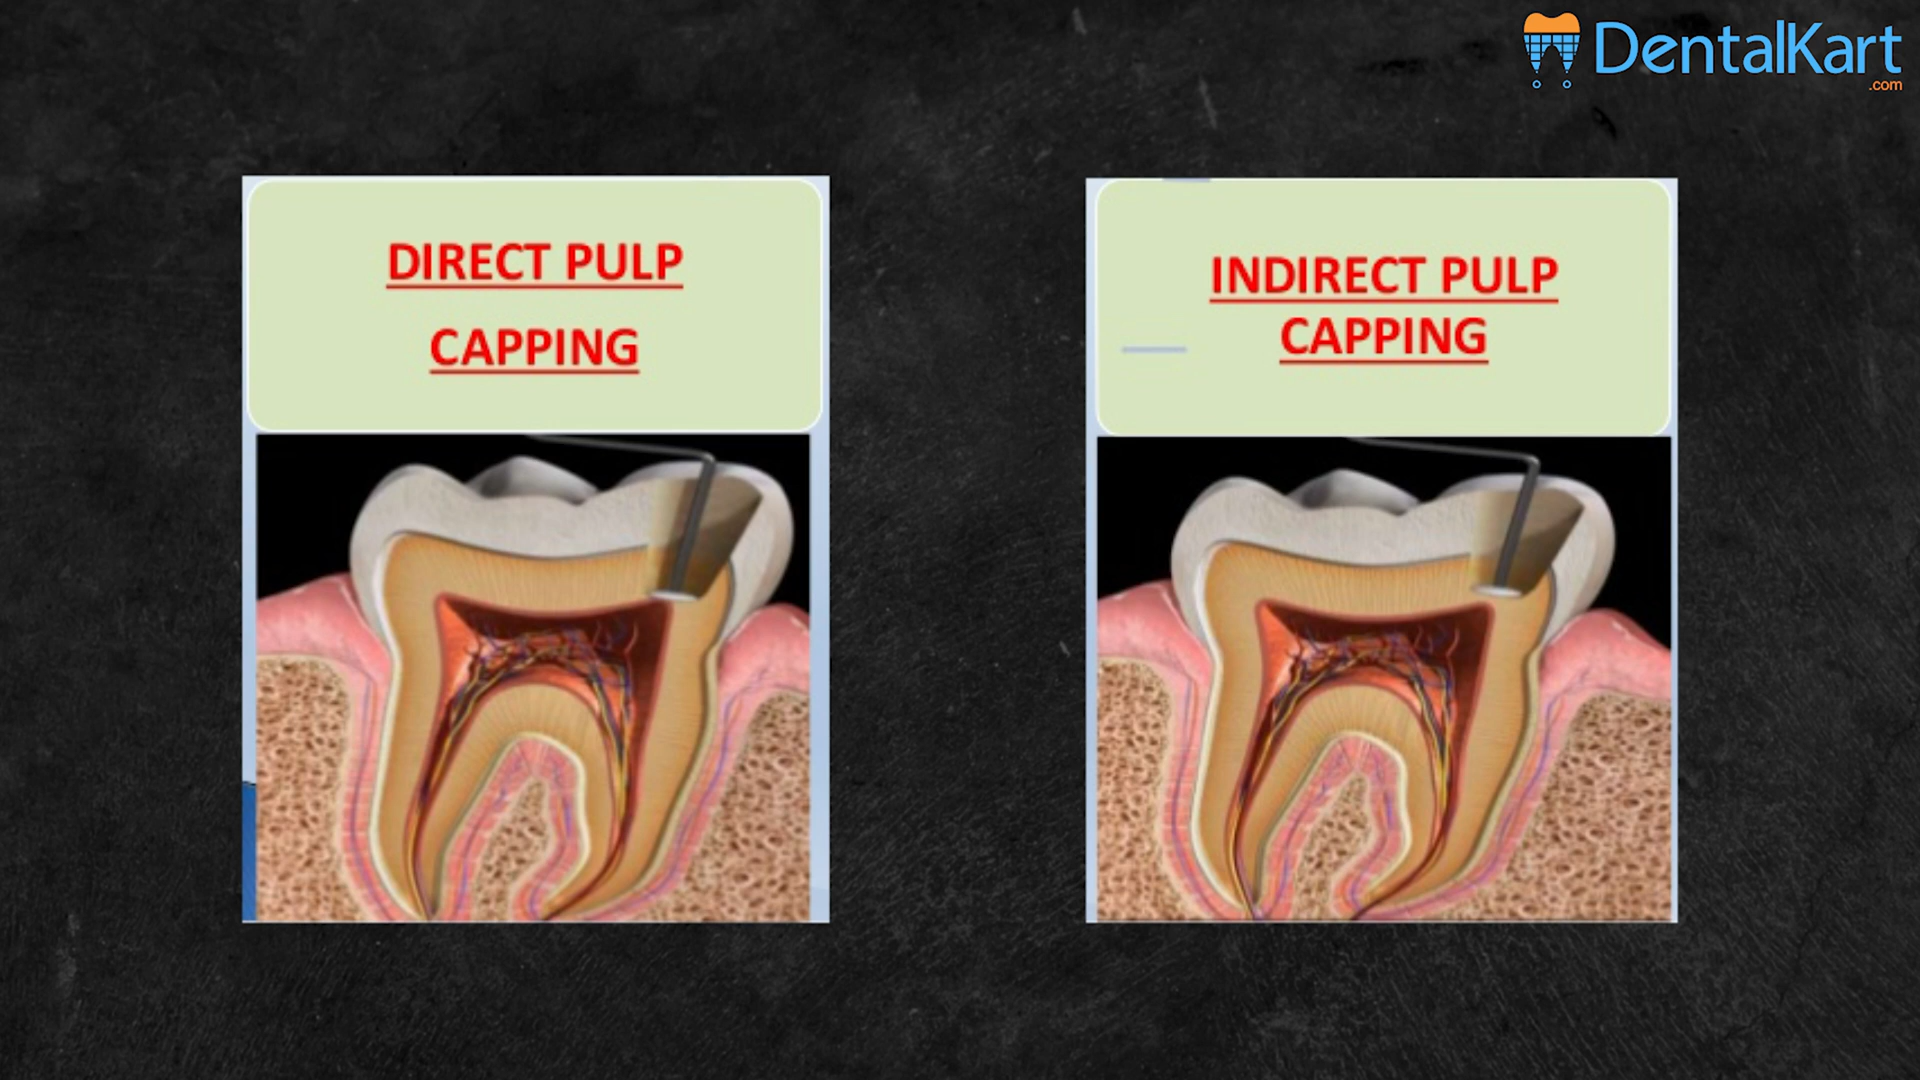 DentalKart
.com
DIRECT PULP
CAPPING
INDIRECT PULP
CAPPING